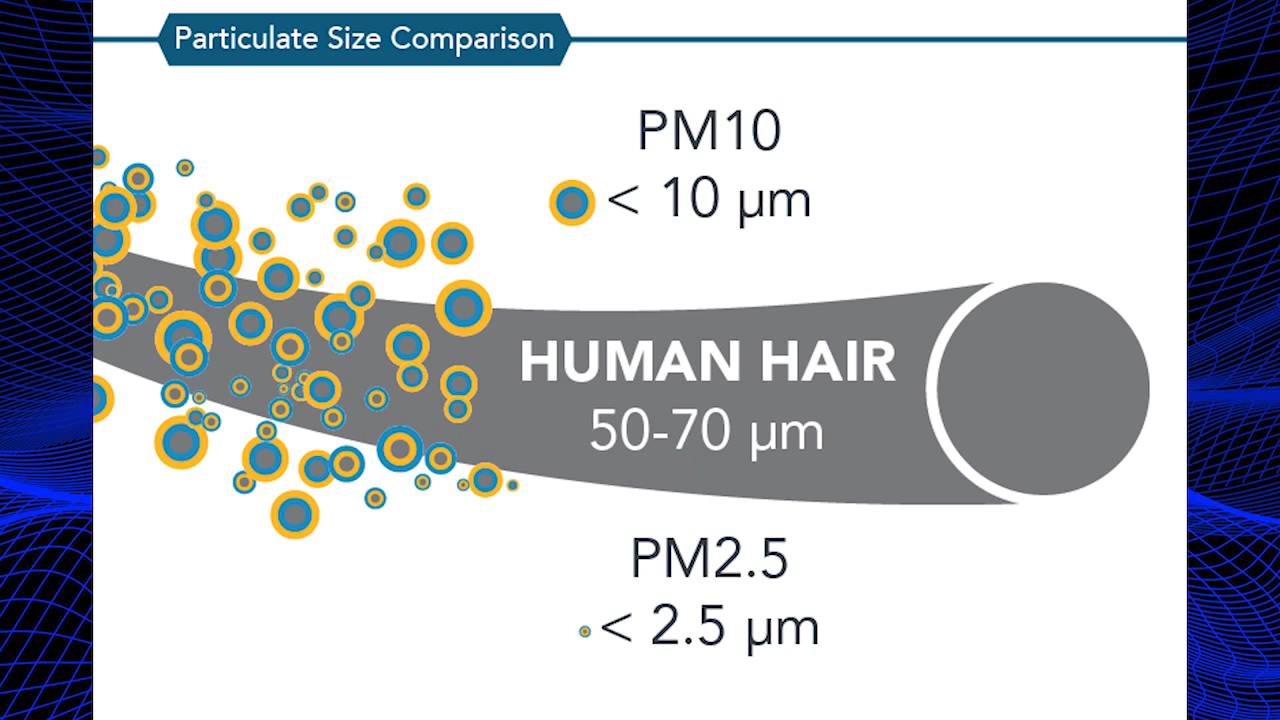 Particulate Size Comparison
PM10
< 10 µm
HUMAN HAIR
50-70 µm
PM2.5
< 2.5 µm